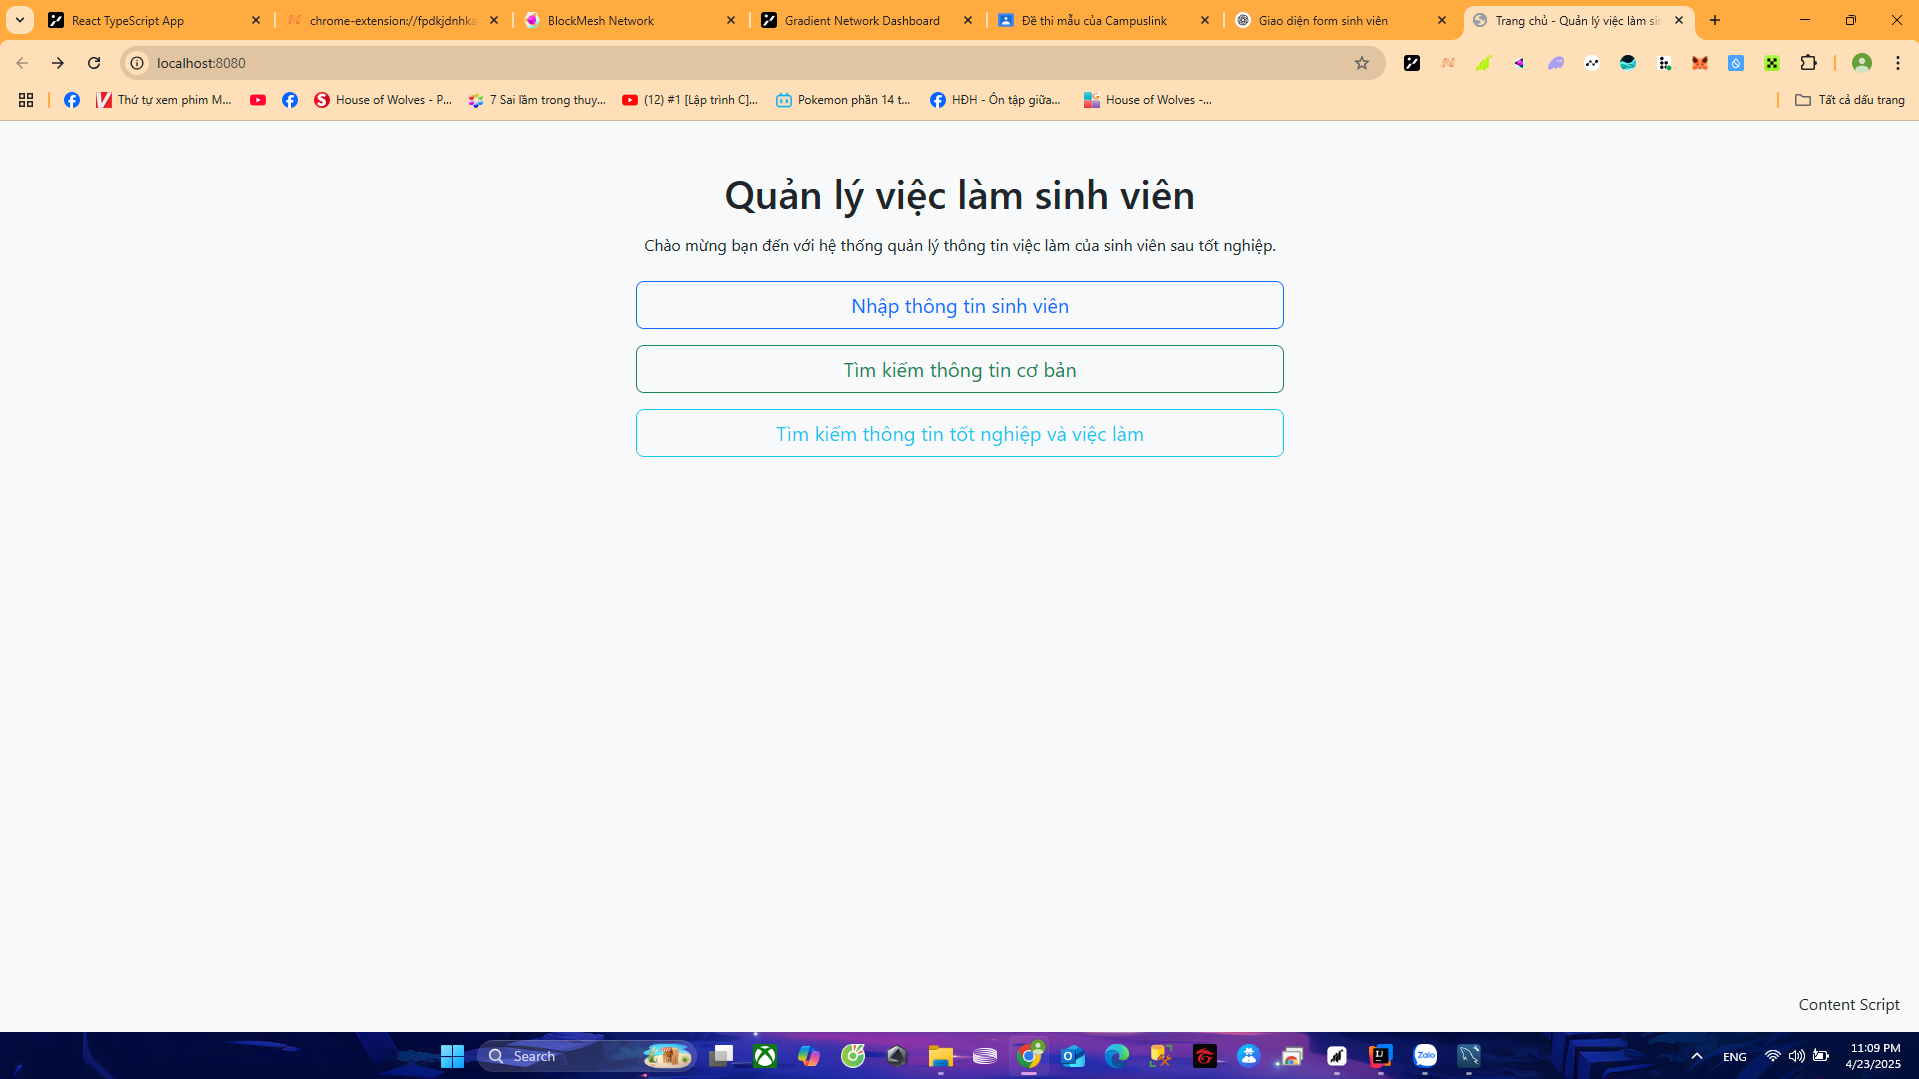 React TypeScript App
chrome-extension://fpdkjdnhka
BlockMesh Network
Gradient Network Dashboard
Đề thi mẫu của Campuslink
Giao diện form sinh viên
Trang chủ - Quản lý việc làm sin
localhost:8080
Thứ tự xem phim M...
House of Wolves - P...
7 Sai lầm trong thuy...
(12) #1 [Lập trình C]...
Pokemon phần 14 t...
HĐH - Ôn tập giữa...
House of Wolves -...
Tất cả dấu trang
Quản lý việc làm sinh viên
Chào mừng bạn đến với hệ thống quản lý thông tin việc làm của sinh viên sau tốt nghiệp.
Nhập thông tin sinh viên
Tìm kiếm thông tin cơ bản
Tìm kiếm thông tin tốt nghiệp và việc làm
Content Script
Search
Zalo
ENG
11:09 PM
4/23/2025